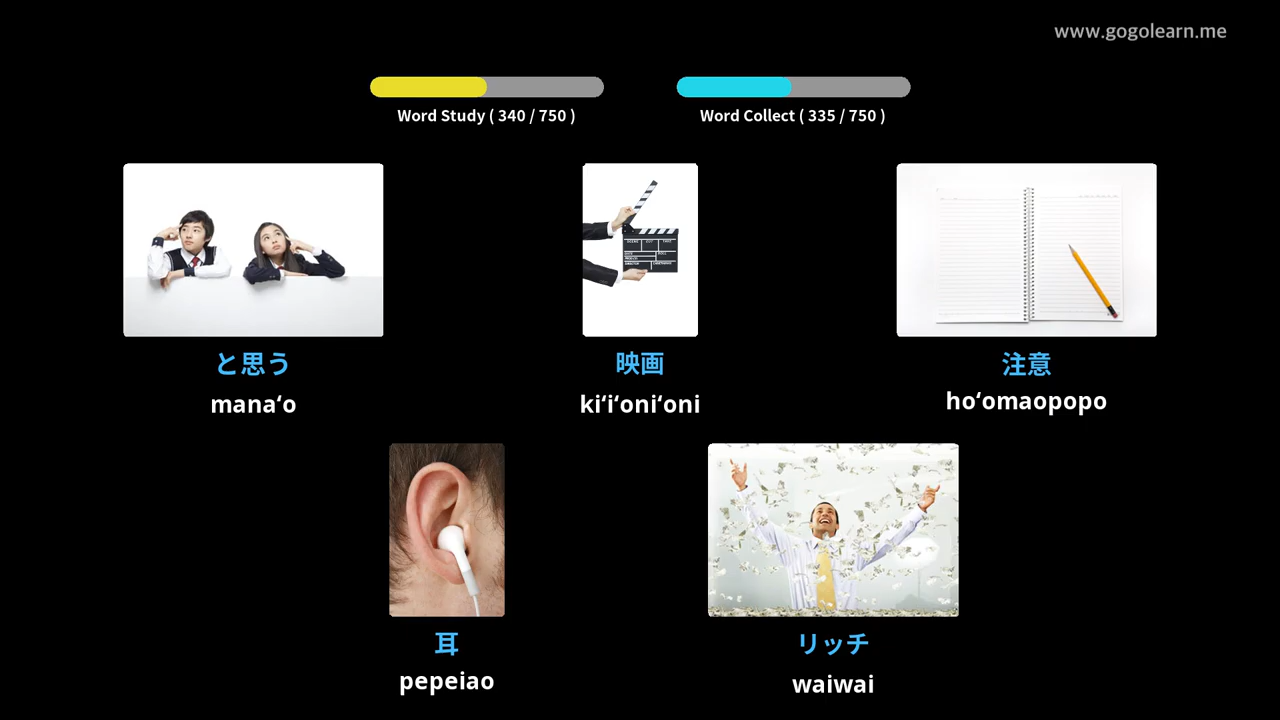 www.gogolearn.me
Word Study ( 340 / 750 )
Word Collect ( 335 / 750 )
と思う
manaʻo
映画
kiʻiʻoniʻoni
注意
hoʻomaopopo
耳
pepeiao
リッチ
waiwai